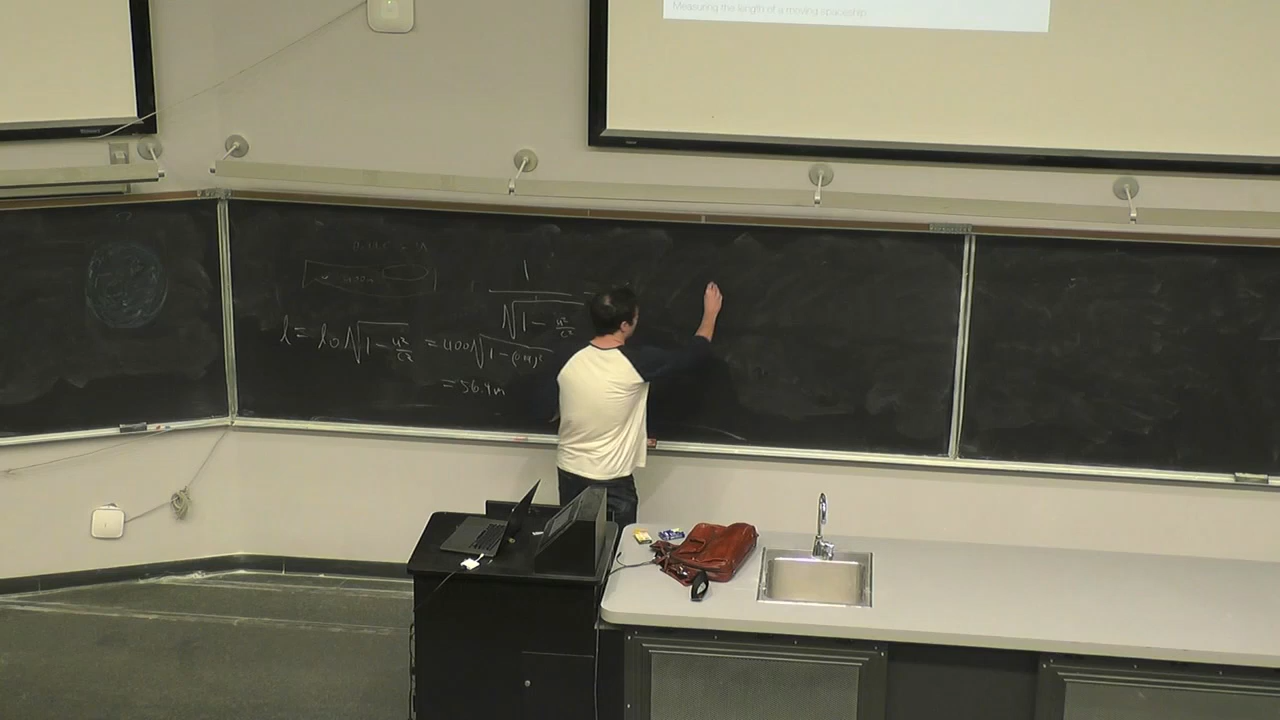 Measuring the length of a moving spaceship
1
√1 - u²/c²
l = l0√1 - u²/c² = 400√1 - (0.99)²
= 56.4m